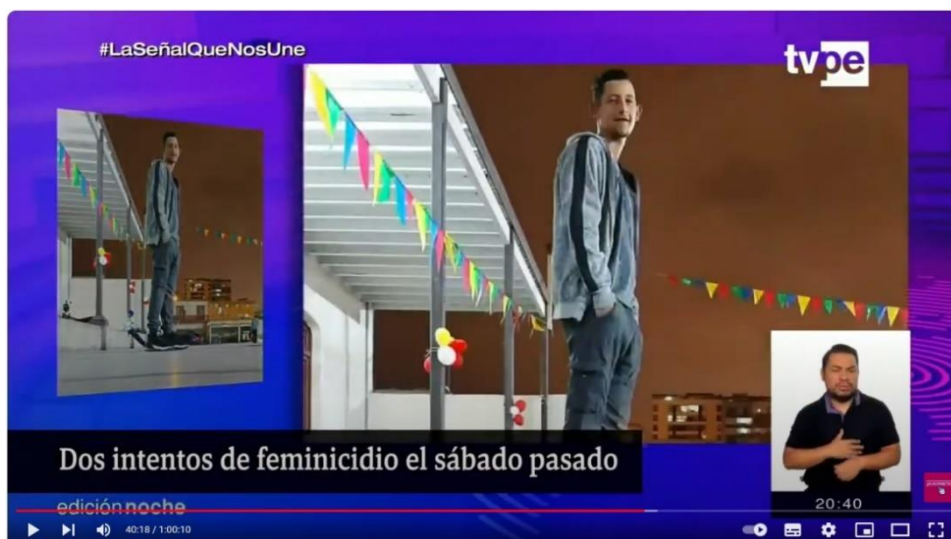 #LaSeñalQueNosUne
tvpe
Dos intentos de feminicidio el sábado pasado
edición noche
20:40
40:18 / 1:00:10